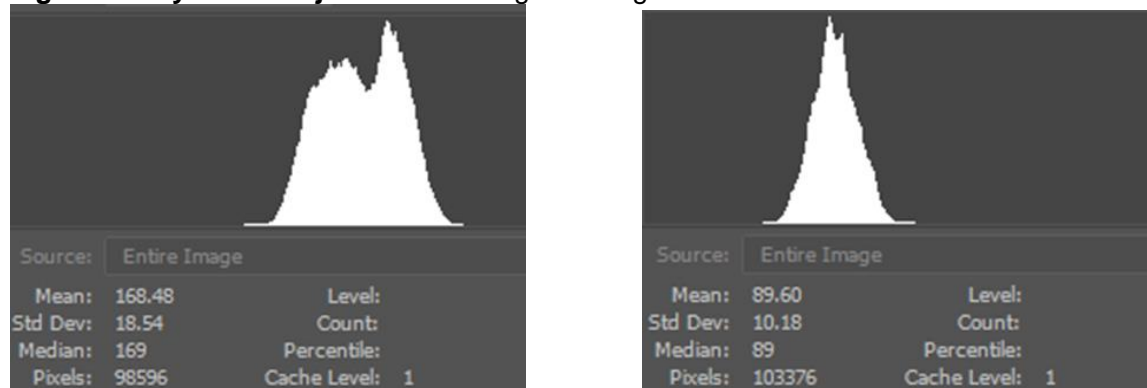 Source: Entire Image
Mean: 168.48 Level:
Std Dev: 18.54 Count:
Median: 169 Percentile:
Pixels: 98596 Cache Level: 1
Source: Entire Image
Mean: 89.60 Level:
Std Dev: 10.18 Count:
Median: 89 Percentile:
Pixels: 103376 Cache Level: 1